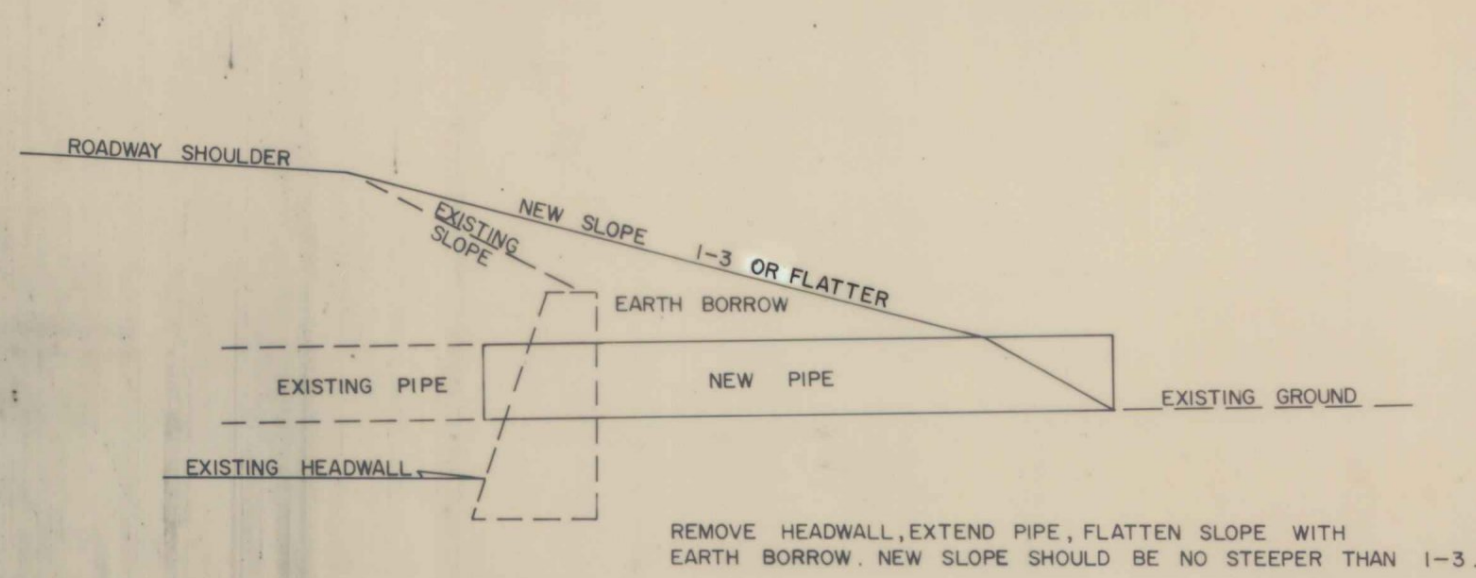 ROADWAY SHOULDER
EXISTING
SLOPE
NEW SLOPE 1-3 OR FLATTER
EARTH BORROW
EXISTING PIPE
NEW PIPE
EXISTING GROUND
EXISTING HEADWALL
REMOVE HEADWALL, EXTEND PIPE, FLATTEN SLOPE WITH
EARTH BORROW. NEW SLOPE SHOULD BE NO STEEPER THAN 1-3.